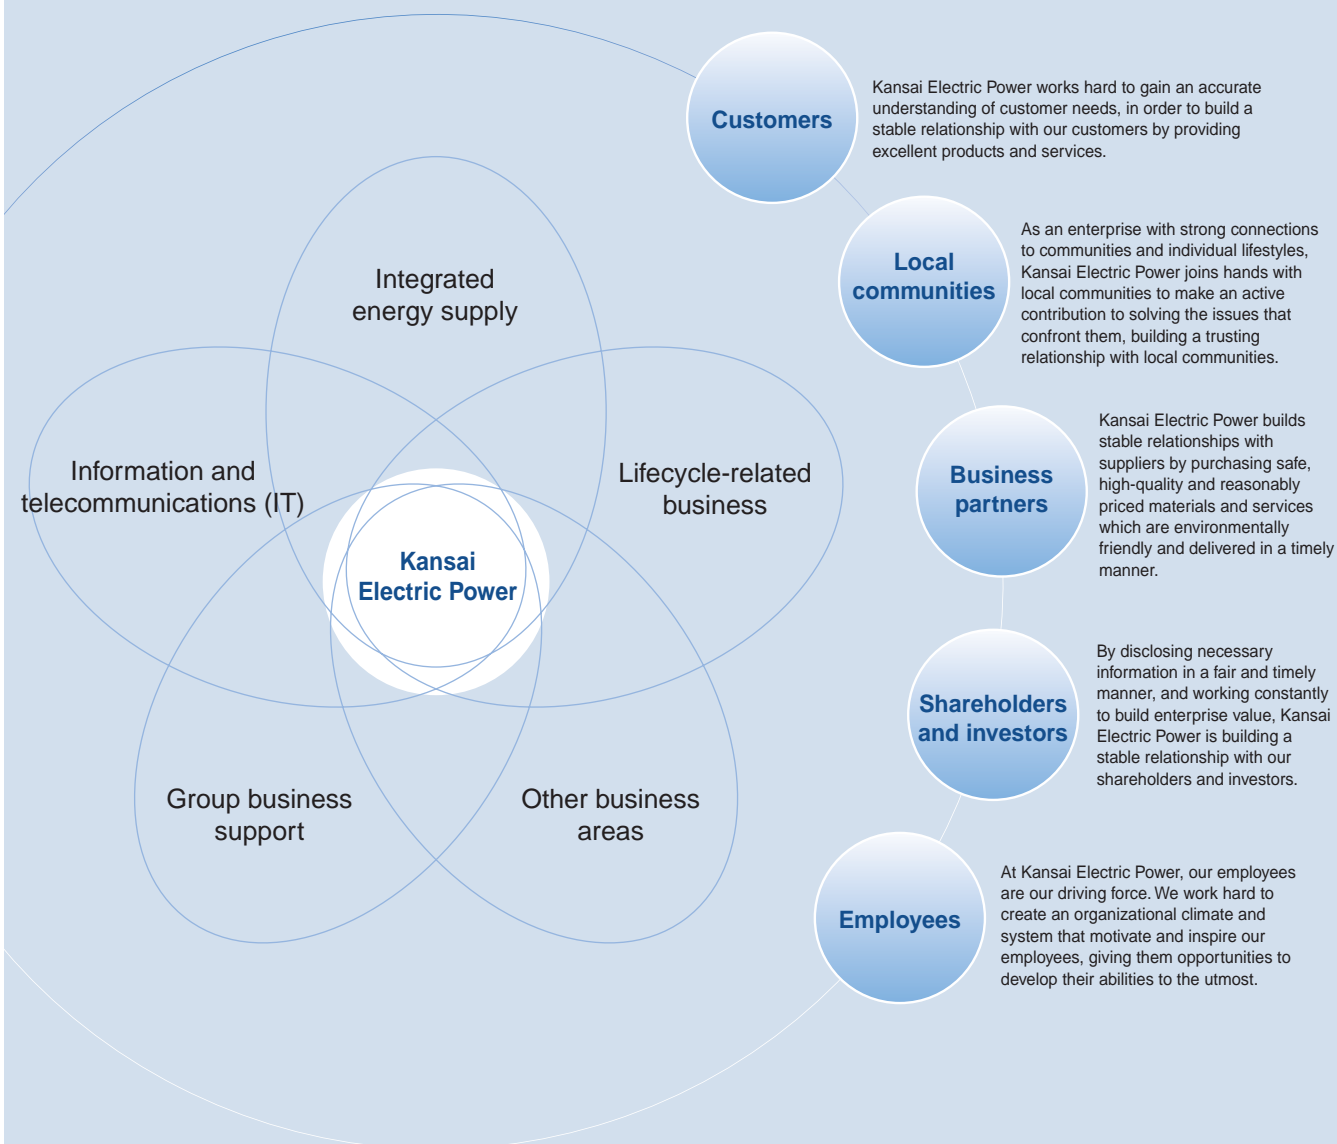 Customers
Kansai Electric Power works hard to gain an accurate
understanding of customer needs, in order to build a
stable relationship with our customers by providing
excellent products and services.
Local
communities
As an enterprise with strong connections
to communities and individual lifestyles,
Kansai Electric Power joins hands with
local communities to make an active
contribution to solving the issues that
confront them, building a trusting
relationship with local communities.
Integrated
energy supply
Information and
telecommunications (IT)
Lifecycle-related
business
Kansai
Electric Power
Group business
support
Other business
areas
Business
partners
Kansai Electric Power builds
stable relationships with
suppliers by purchasing safe,
high-quality and reasonably
priced materials and services
which are environmentally
friendly and delivered in a timely
manner.
Shareholders
and investors
By disclosing necessary
information in a fair and timely
manner, and working constantly
to build enterprise value, Kansai
Electric Power is building a
stable relationship with our
shareholders and investors.
Employees
At Kansai Electric Power, our employees
are our driving force. We work hard to
create an organizational climate and
system that motivate and inspire our
employees, giving them opportunities to
develop their abilities to the utmost.